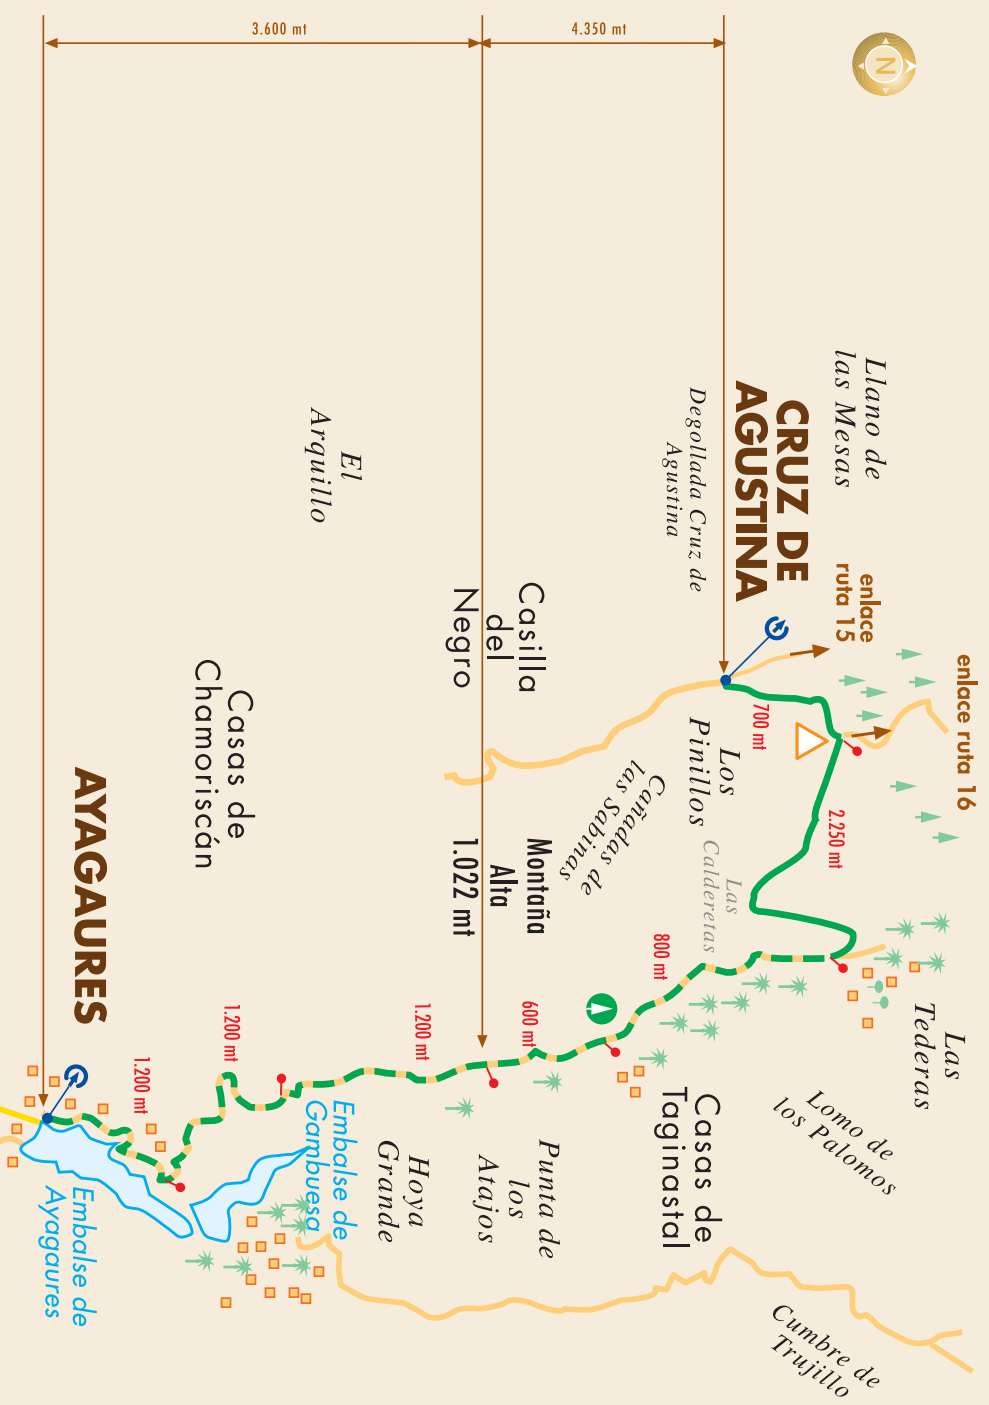 3.600 mt
4.350 mt
N
Llano de
las Mesas
CRUZ DE
AGUSTINA
Degollada Cruz de
Agustina
El
Arquillo
enlace
ruta 15
enlace ruta 16
Casilla
del
Negro
Casas de
Chamoriscán
700 mt
Los
Pinillos
Cañadas de
las Sabinas
2.250 mt
Las
Calderetas
Montaña
Alta
1.022 mt
AYAGAURES
800 mt
600 mt
1.200 mt
1.200 mt
1.200 mt
Las
Tederas
Lomo de
los Palomos
Casas de
Taginastal
Punta de
los
Atajos
Hoya
Grande
Embalse de
Gambuesa
Embalse de
Ayagaures
Cumbre de
Trujillo